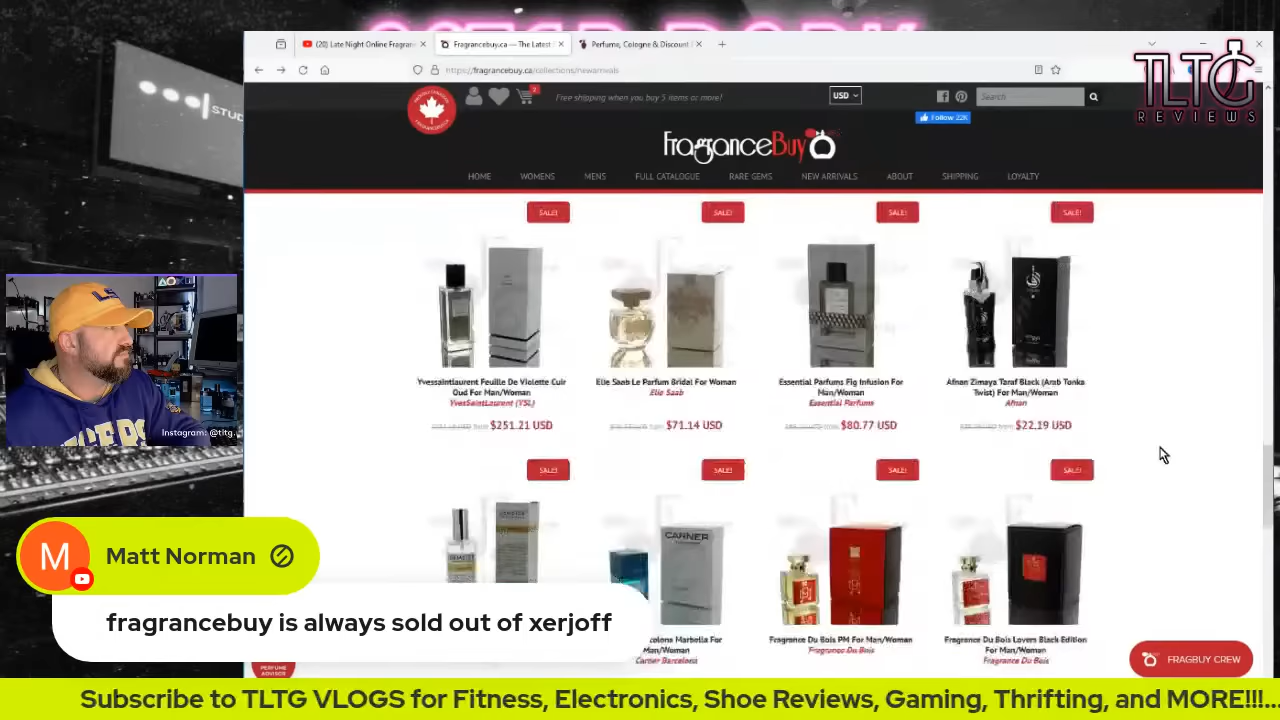 (20) Late Night Online Fragran
Fragrancebuy.ca — The Latest
Perfume, Cologne & Discount
https://fragrancebuy.ca/collections/newarrivals
TLTG
REVIEWS
STUD
Free shipping when you buy 5 items or more!
USD
Search
2
Follow 22K
FragranceBuy
HOME
WOMENS
MENS
FULL CATALOGUE
RARE GEMS
NEW ARRIVALS
ABOUT
SHIPPING
LOYALTY
SALE!
SALE!
SALE!
SALE!
Yvessaintlaurent Feuille De Violette Cuir
Oud For Man/Woman
YvesSaintLaurent (YSL)
$251.21 USD
Elie Saab Le Parfum Bridal For Woman
Elie Saab
$71.14 USD
Essential Parfums Fig Infusion For
Man/Woman
Essential Parfums
$80.77 USD
Afnan Zimaya Taraf Black (Arab Tonka
Twist) For Man/Woman
Afnan
$22.19 USD
SALE!
SALE!
SALE!
SALE!
CANNER
Instagram: @tltg.
M
Matt Norman
fragrancebuy is always sold out of xerjoff
Marbella For
Man/Woman
Fragrance Du Bois PM For Man/Woman
Fragrance Du Bois
Fragrance Du Bois Lovers Black Edition
For Man/Woman
Fragrance Du Bois
PERFUME
ADVISER
FRAGBUY CREW
Subscribe to TLTG VLOGS for Fitness, Electronics, Shoe Reviews, Gaming, Thrifting, and MORE!!!...